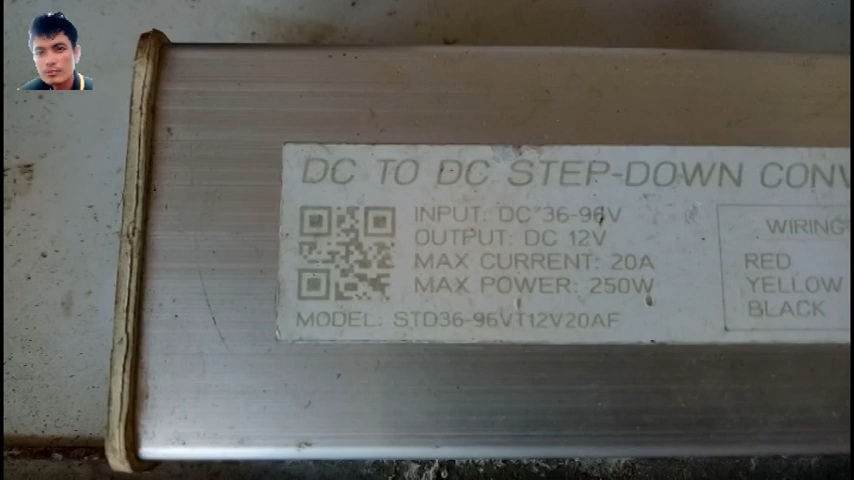 DC TO DC STEP-DOWN CONV
INPUT: DC 36-96V
OUTPUT: DC 12V
MAX CURRENT: 20A
MAX POWER: 250W
MODEL: STD36-96VT12V20AF
WIRING
RED
YELLOW
BLACK